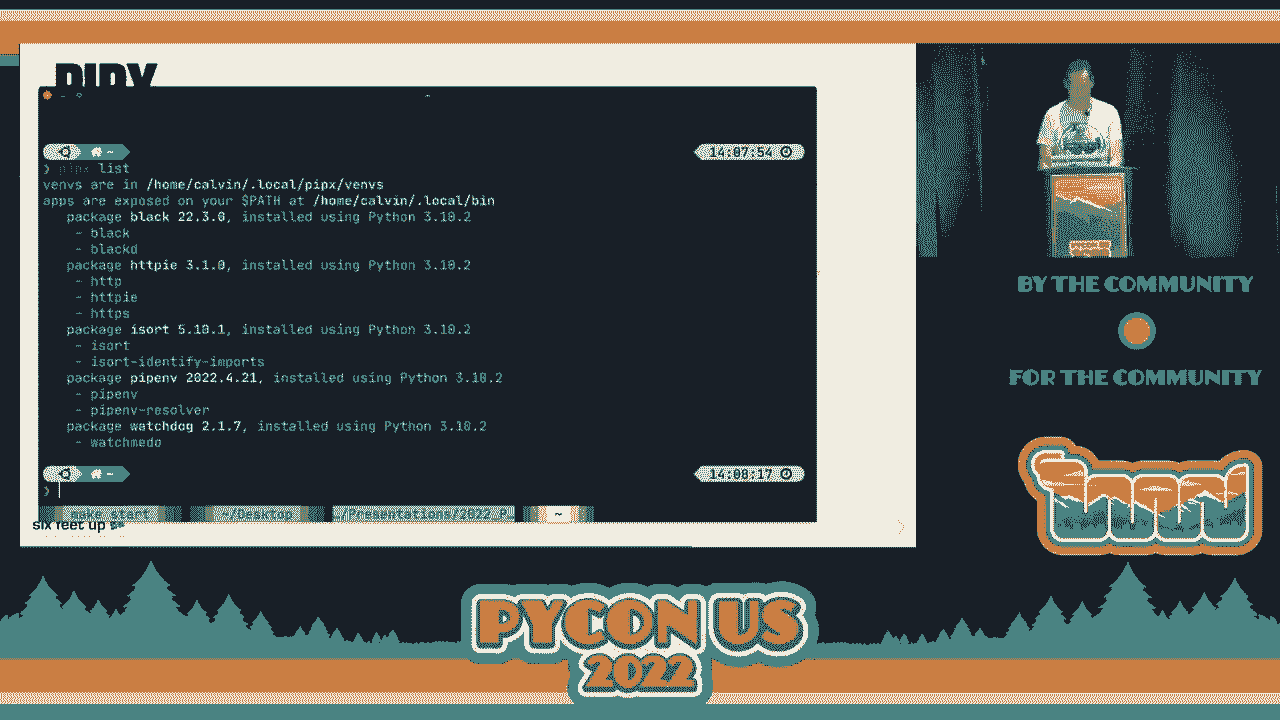 PIPX
~
14:07:54
❯ pipx list
venvs are in /home/calvin/.local/pipx/venvs
apps are exposed on your $PATH at /home/calvin/.local/bin
package black 22.3.0, installed using Python 3.10.2
- black
- blackd
package httpie 3.1.0, installed using Python 3.10.2
- http
- httpie
- https
package isort 5.10.1, installed using Python 3.10.2
- isort
- isort-identify-imports
package pipenv 2022.4.21, installed using Python 3.10.2
- pipenv
- pipenv-resolver
package watchdog 2.1.7, installed using Python 3.10.2
- watchmedo
~
14:08:17
❯
make start
~/Desktop
~/Presentations/2022_P
~
six feet up
BY THE COMMUNITY
FOR THE COMMUNITY
PYCON US
2022